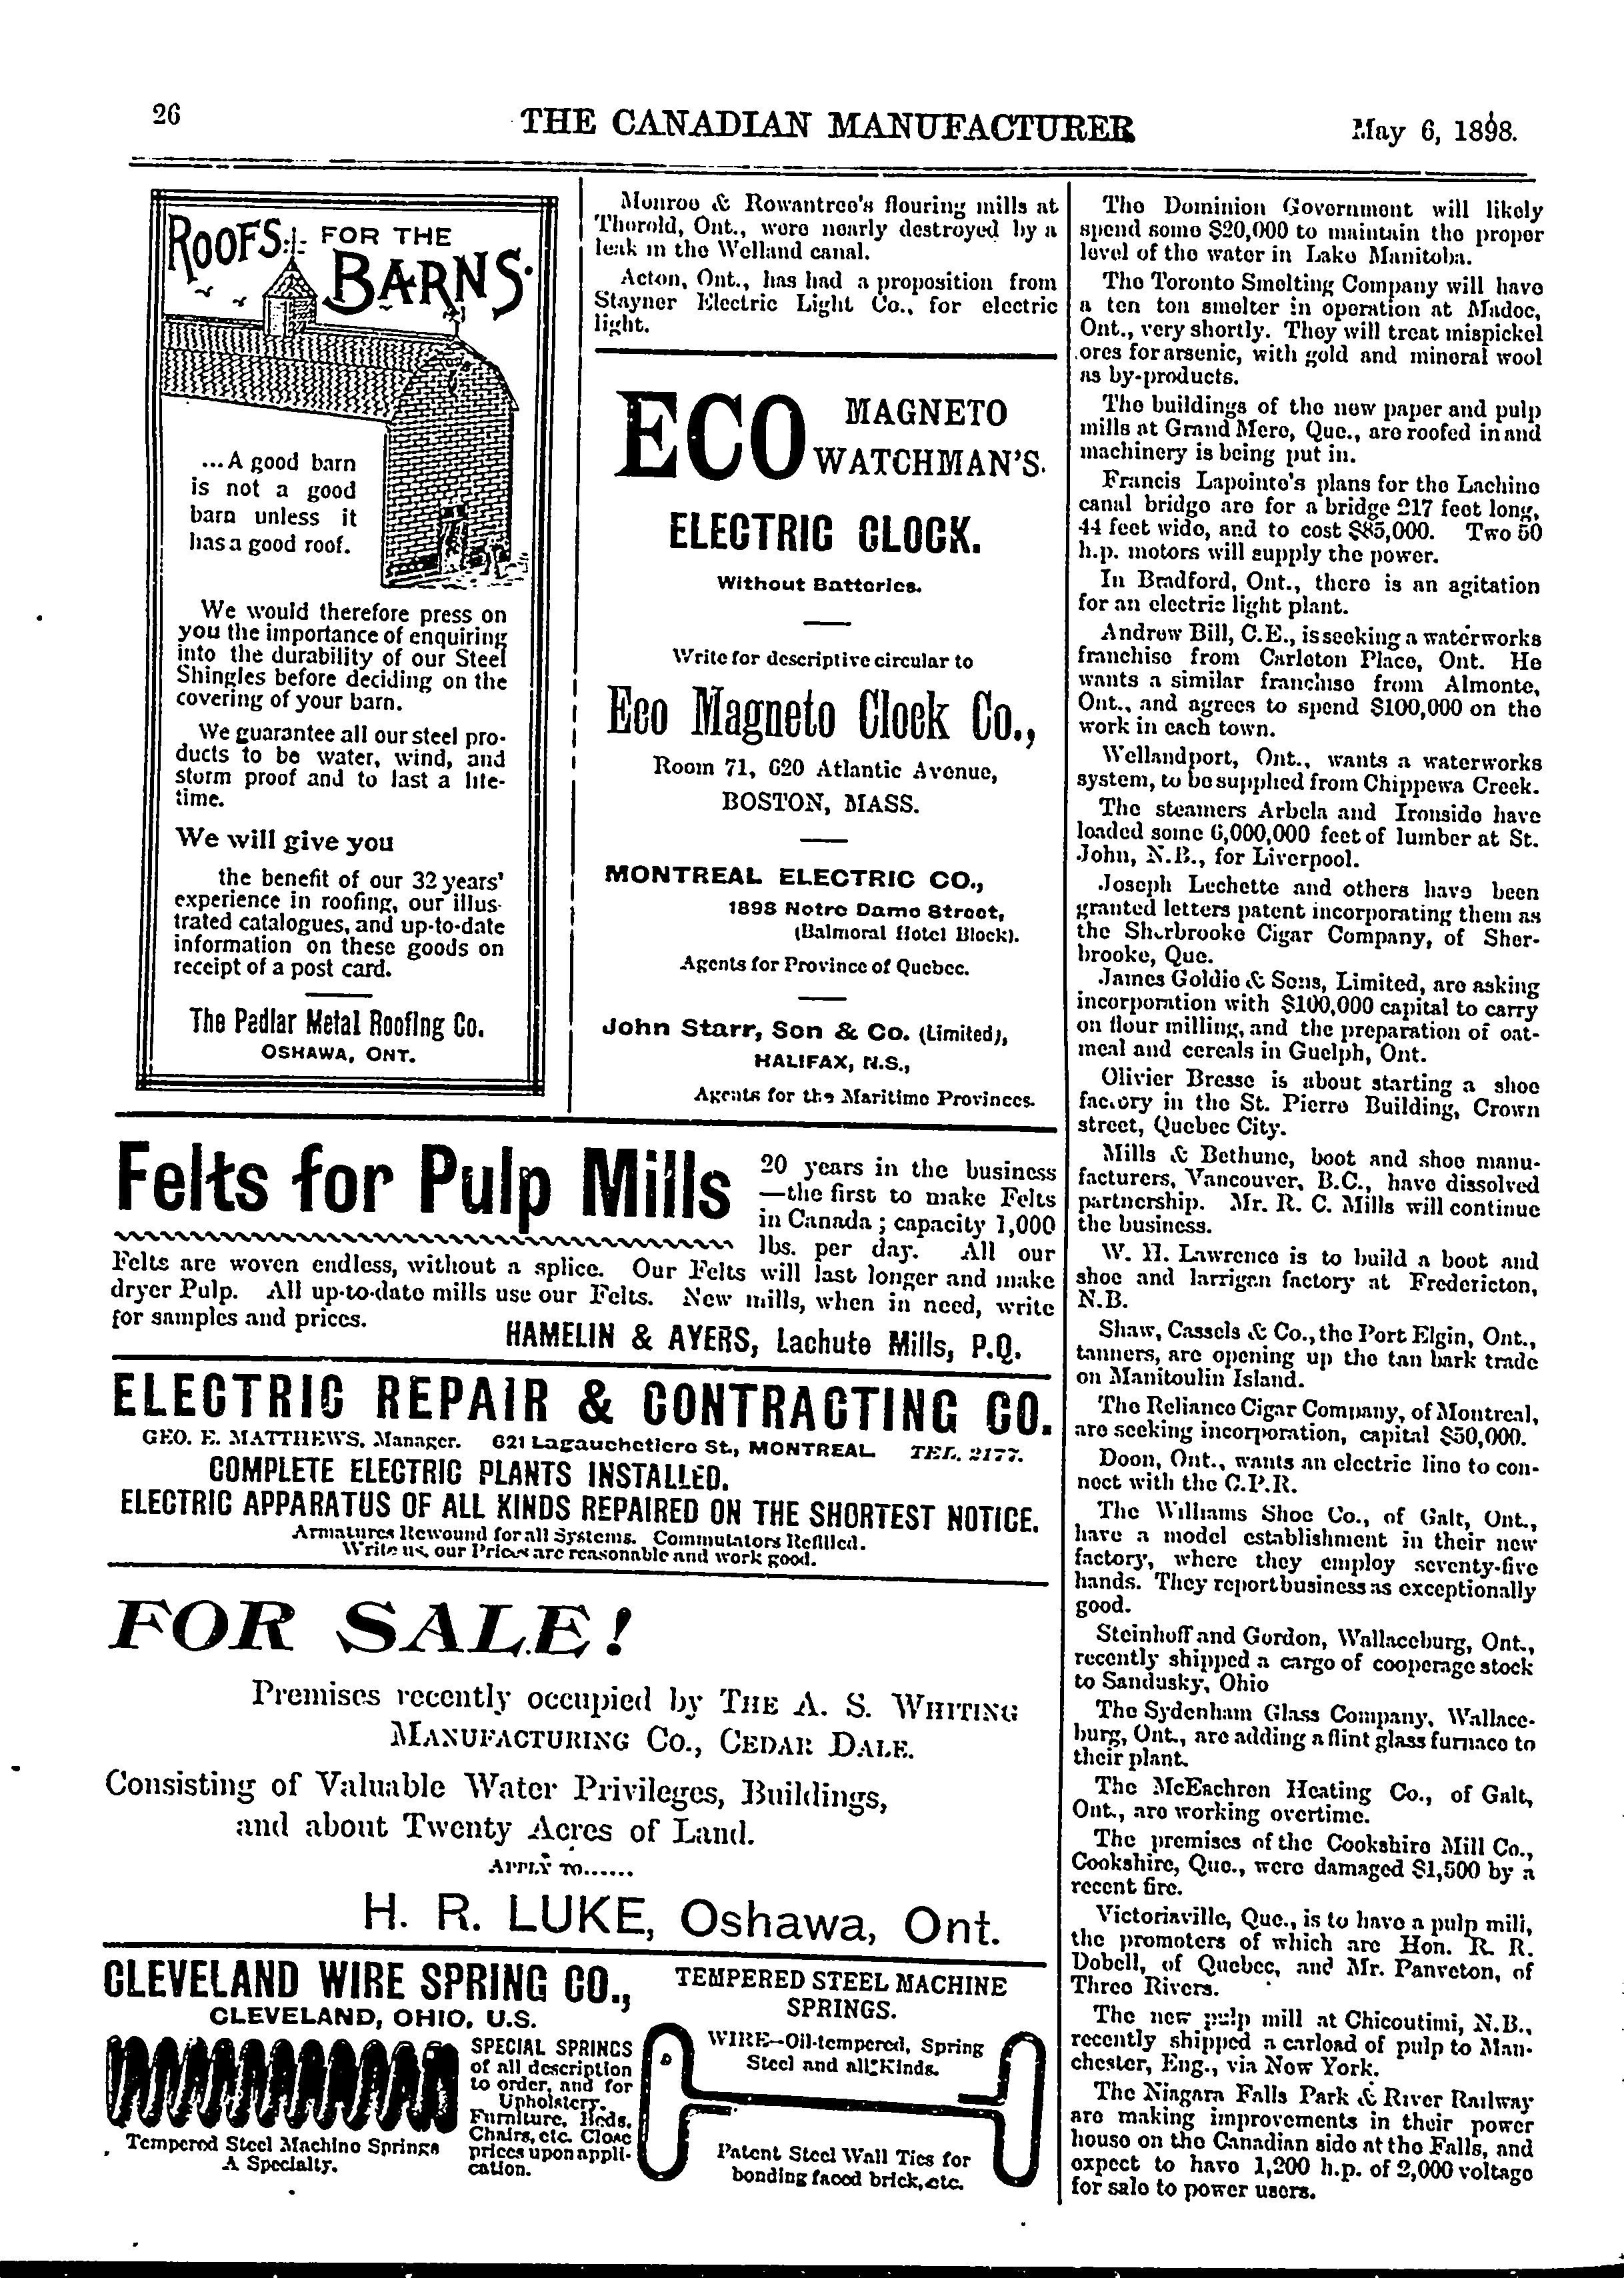 26
THE CANADIAN MANUFACTURER
May 6, 1898.
ROOFS FOR THE
BARNS
...A good barn
is not a good
barn unless it
has a good roof.
We would therefore press on
you the importance of enquiring
into the durability of our Steel
Shingles before deciding on the
covering of your barn.
We guarantee all our steel pro-
ducts to be water, wind, and
storm proof and to last a life-
time.
We will give you
the benefit of our 32 years'
experience in roofing, our illus-
trated catalogues, and up-to-date
information on these goods on
receipt of a post card.
The Pedlar Metal Roofing Co.
OSHAWA, ONT.
Monroe & Rowantree's flouring mills at
Thorold, Ont., were nearly destroyed by a
leak in the Welland canal.
Acton, Ont., has had a proposition from
Stayner Electric Light Co., for electric
light.
ECO MAGNETO
WATCHMAN'S
ELECTRIC CLOCK.
Without Batteries.
Write for descriptive circular to
Eco Magneto Clock Co.,
Room 71, 620 Atlantic Avenue,
BOSTON, MASS.
MONTREAL ELECTRIC CO.,
1898 Notre Dame Street,
(Balmoral Hotel Block).
Agents for Province of Quebec.
John Starr, Son & Co. (Limited),
HALIFAX, N.S.,
Agents for the Maritime Provinces.
Felts for Pulp Mills
20 years in the business
—the first to make Felts
in Canada; capacity 1,000
lbs. per day. All our
Felts are woven endless, without a splice. Our Felts will last longer and make
dryer Pulp. All up-to-date mills use our Felts. New mills, when in need, write
for samples and prices.
HAMELIN & AYERS, Lachute Mills, P.Q.
ELECTRIC REPAIR & CONTRACTING CO.
GEO. E. MATTHEWS, Manager. 621 Lagauchetiere St., MONTREAL TEL. 2177.
COMPLETE ELECTRIC PLANTS INSTALLED.
ELECTRIC APPARATUS OF ALL KINDS REPAIRED ON THE SHORTEST NOTICE.
Armatures Rewound for all Systems. Commutators Refilled.
Write us, our Prices are reasonable and work good.
FOR SALE!
Premises recently occupied by THE A. S. WHITING
MANUFACTURING CO., CEDAR DALE.
Consisting of Valuable Water Privileges, Buildings,
and about Twenty Acres of Land.
APPLY TO......
H. R. LUKE, Oshawa, Ont.
CLEVELAND WIRE SPRING CO.,
CLEVELAND, OHIO, U.S.
Tempered Steel Machine Springs
A Specialty.
SPECIAL SPRINGS
of all description
to order, and for
Upholstery,
Furniture, Beds,
Chairs, etc. Close
prices upon appli-
cation.
TEMPERED STEEL MACHINE
SPRINGS.
WIRE—Oil-tempered, Spring
Steel and all Kinds.
Patent Steel Wall Ties for
bonding faced brick, etc.
The Dominion Government will likely
spend some $20,000 to maintain the proper
level of the water in Lake Manitoba.
The Toronto Smelting Company will have
a ten ton smelter in operation at Madoc,
Ont., very shortly. They will treat mispickel
ores for arsenic, with gold and mineral wool
as by-products.
The buildings of the new paper and pulp
mills at Grand Mere, Que., are roofed in and
machinery is being put in.
Francis Lapointe's plans for the Lachine
canal bridge are for a bridge 217 feet long,
44 feet wide, and to cost $85,000. Two 50
h.p. motors will supply the power.
In Bradford, Ont., there is an agitation
for an electric light plant.
Andrew Bill, C.E., is seeking a waterworks
franchise from Carleton Place, Ont. He
wants a similar franchise from Almonte,
Ont., and agrees to spend $100,000 on the
work in each town.
Wellandport, Ont., wants a waterworks
system, to be supplied from Chippewa Creek.
The steamers Arbela and Ironside have
loaded some 6,000,000 feet of lumber at St.
John, N.B., for Liverpool.
Joseph Lechette and others have been
granted letters patent incorporating them as
the Sherbrooke Cigar Company, of Sher-
brooke, Que.
James Goldie & Sons, Limited, are asking
incorporation with $100,000 capital to carry
on flour milling, and the preparation of oat-
meal and cereals in Guelph, Ont.
Olivier Bresse is about starting a shoe
factory in the St. Pierre Building, Crown
street, Quebec City.
Mills & Bethune, boot and shoe manu-
facturers, Vancouver, B.C., have dissolved
partnership. Mr. R. C. Mills will continue
the business.
W. H. Lawrence is to build a boot and
shoe and larrigan factory at Fredericton,
N.B.
Shaw, Cassels & Co., the Port Elgin, Ont.,
tanners, are opening up the tan bark trade
on Manitoulin Island.
The Reliance Cigar Company, of Montreal,
are seeking incorporation, capital $50,000.
Doon, Ont., wants an electric line to con-
nect with the C.P.R.
The Williams Shoe Co., of Galt, Ont.,
have a model establishment in their new
factory, where they employ seventy-five
hands. They report business as exceptionally
good.
Steinhoff and Gordon, Wallaceburg, Ont.,
recently shipped a cargo of cooperage stock
to Sandusky, Ohio
The Sydenham Glass Company, Wallace-
burg, Ont., are adding a flint glass furnace to
their plant.
The McEachren Heating Co., of Galt,
Ont., are working overtime.
The premises of the Cookshire Mill Co.,
Cookshire, Que., were damaged $1,500 by a
recent fire.
Victoriaville, Que., is to have a pulp mill,
the promoters of which are Hon. R. R.
Dobell, of Quebec, and Mr. Panveton, of
Three Rivers.
The new pulp mill at Chicoutimi, N.B.,
recently shipped a carload of pulp to Man-
chester, Eng., via New York.
The Niagara Falls Park & River Railway
are making improvements in their power
house on the Canadian side at the Falls, and
expect to have 1,200 h.p. of 2,000 voltage
for sale to power users.